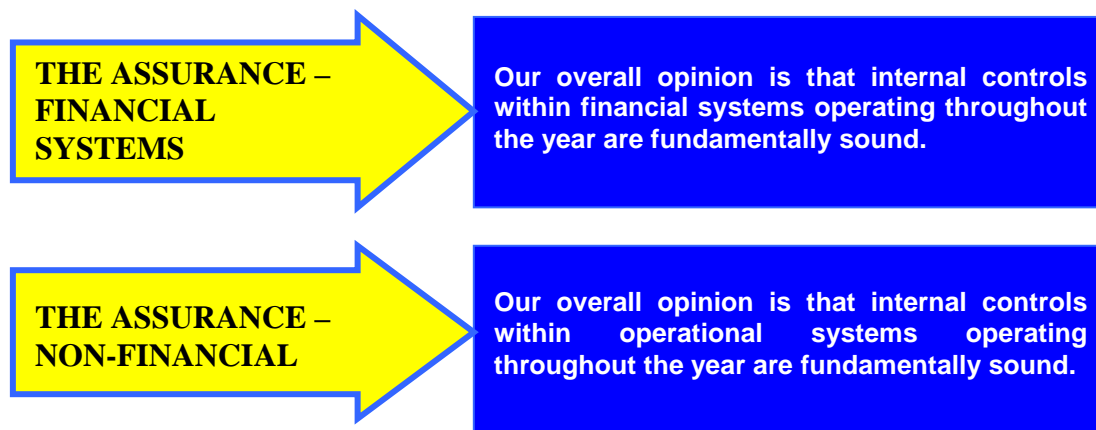 THE ASSURANCE –
FINANCIAL
SYSTEMS
Our overall opinion is that internal controls
within financial systems operating throughout
the year are fundamentally sound.
THE ASSURANCE –
NON-FINANCIAL
Our overall opinion is that internal controls
within operational systems operating
throughout the year are fundamentally sound.